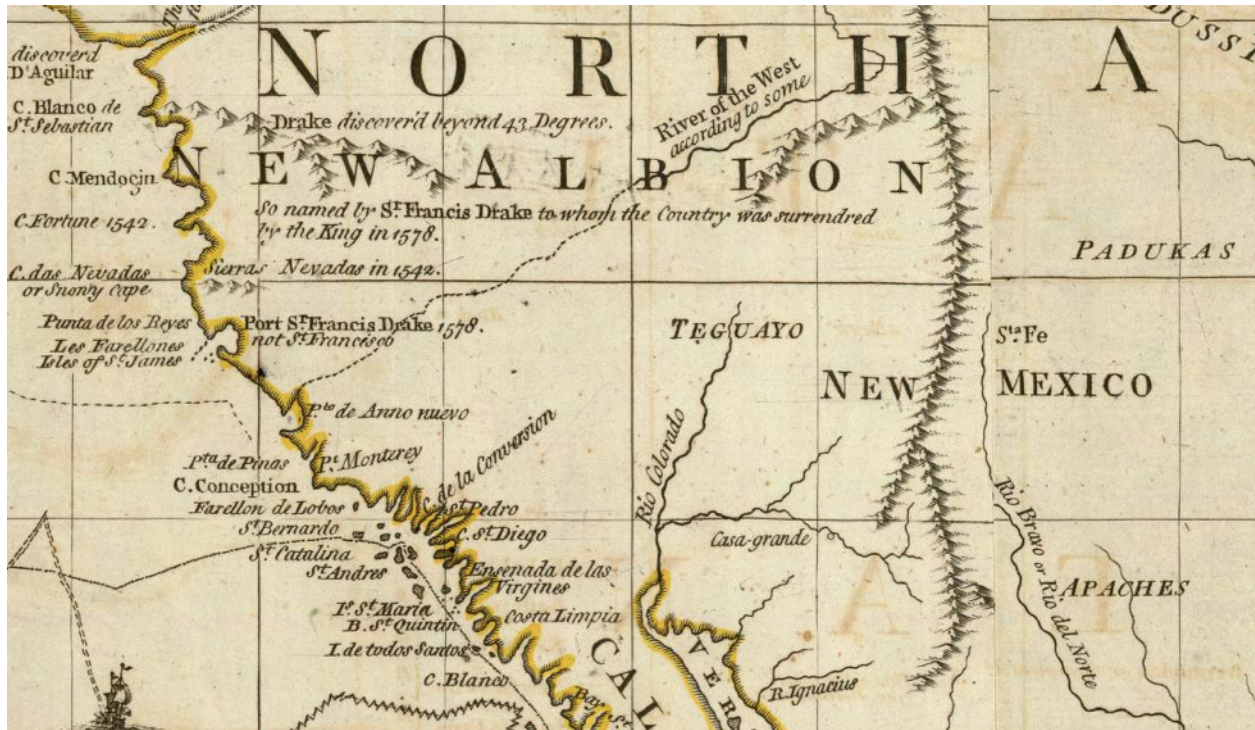 NORTH A
DUSSI
discoverd
D'Aguilar
C. Blanco de
St Sebastian
Drake discover'd beyond 43 Degrees.
River of the West
according to some
NEW ALBION
C. Mendocin
C. Fortune 1542.
So named by Sr. Francis Drake to whom the Country was surrendred
by the King in 1578.
PADUKAS
C. das Nevadas
or Snowy Cape
Sierras Nevadas in 1542.
Punta de los Reyes
Port Sr. Francis Drake 1578.
not St Francisco
Les Farellones
Isles of St James
TEGUAYO
Sta Fe
NEW MEXICO
Pto de Anno nuevo
Pta de Pinas
Pt Monterey
C. Conception
C. de la Conversion
Rio Colorado
Farellon de Lobos
St Pedro
St Bernardo
C. St Diego
Casa-grande
St Catalina
St Andres
Ensenada de las
Virgines
Rio Bravo or Rio del Norte
APACHES
I. St Maria
Costa Limpia
B. St Quintin
I. de todos Santos
C. Blanco
CAL
VER
R. Ignacius
Bay St